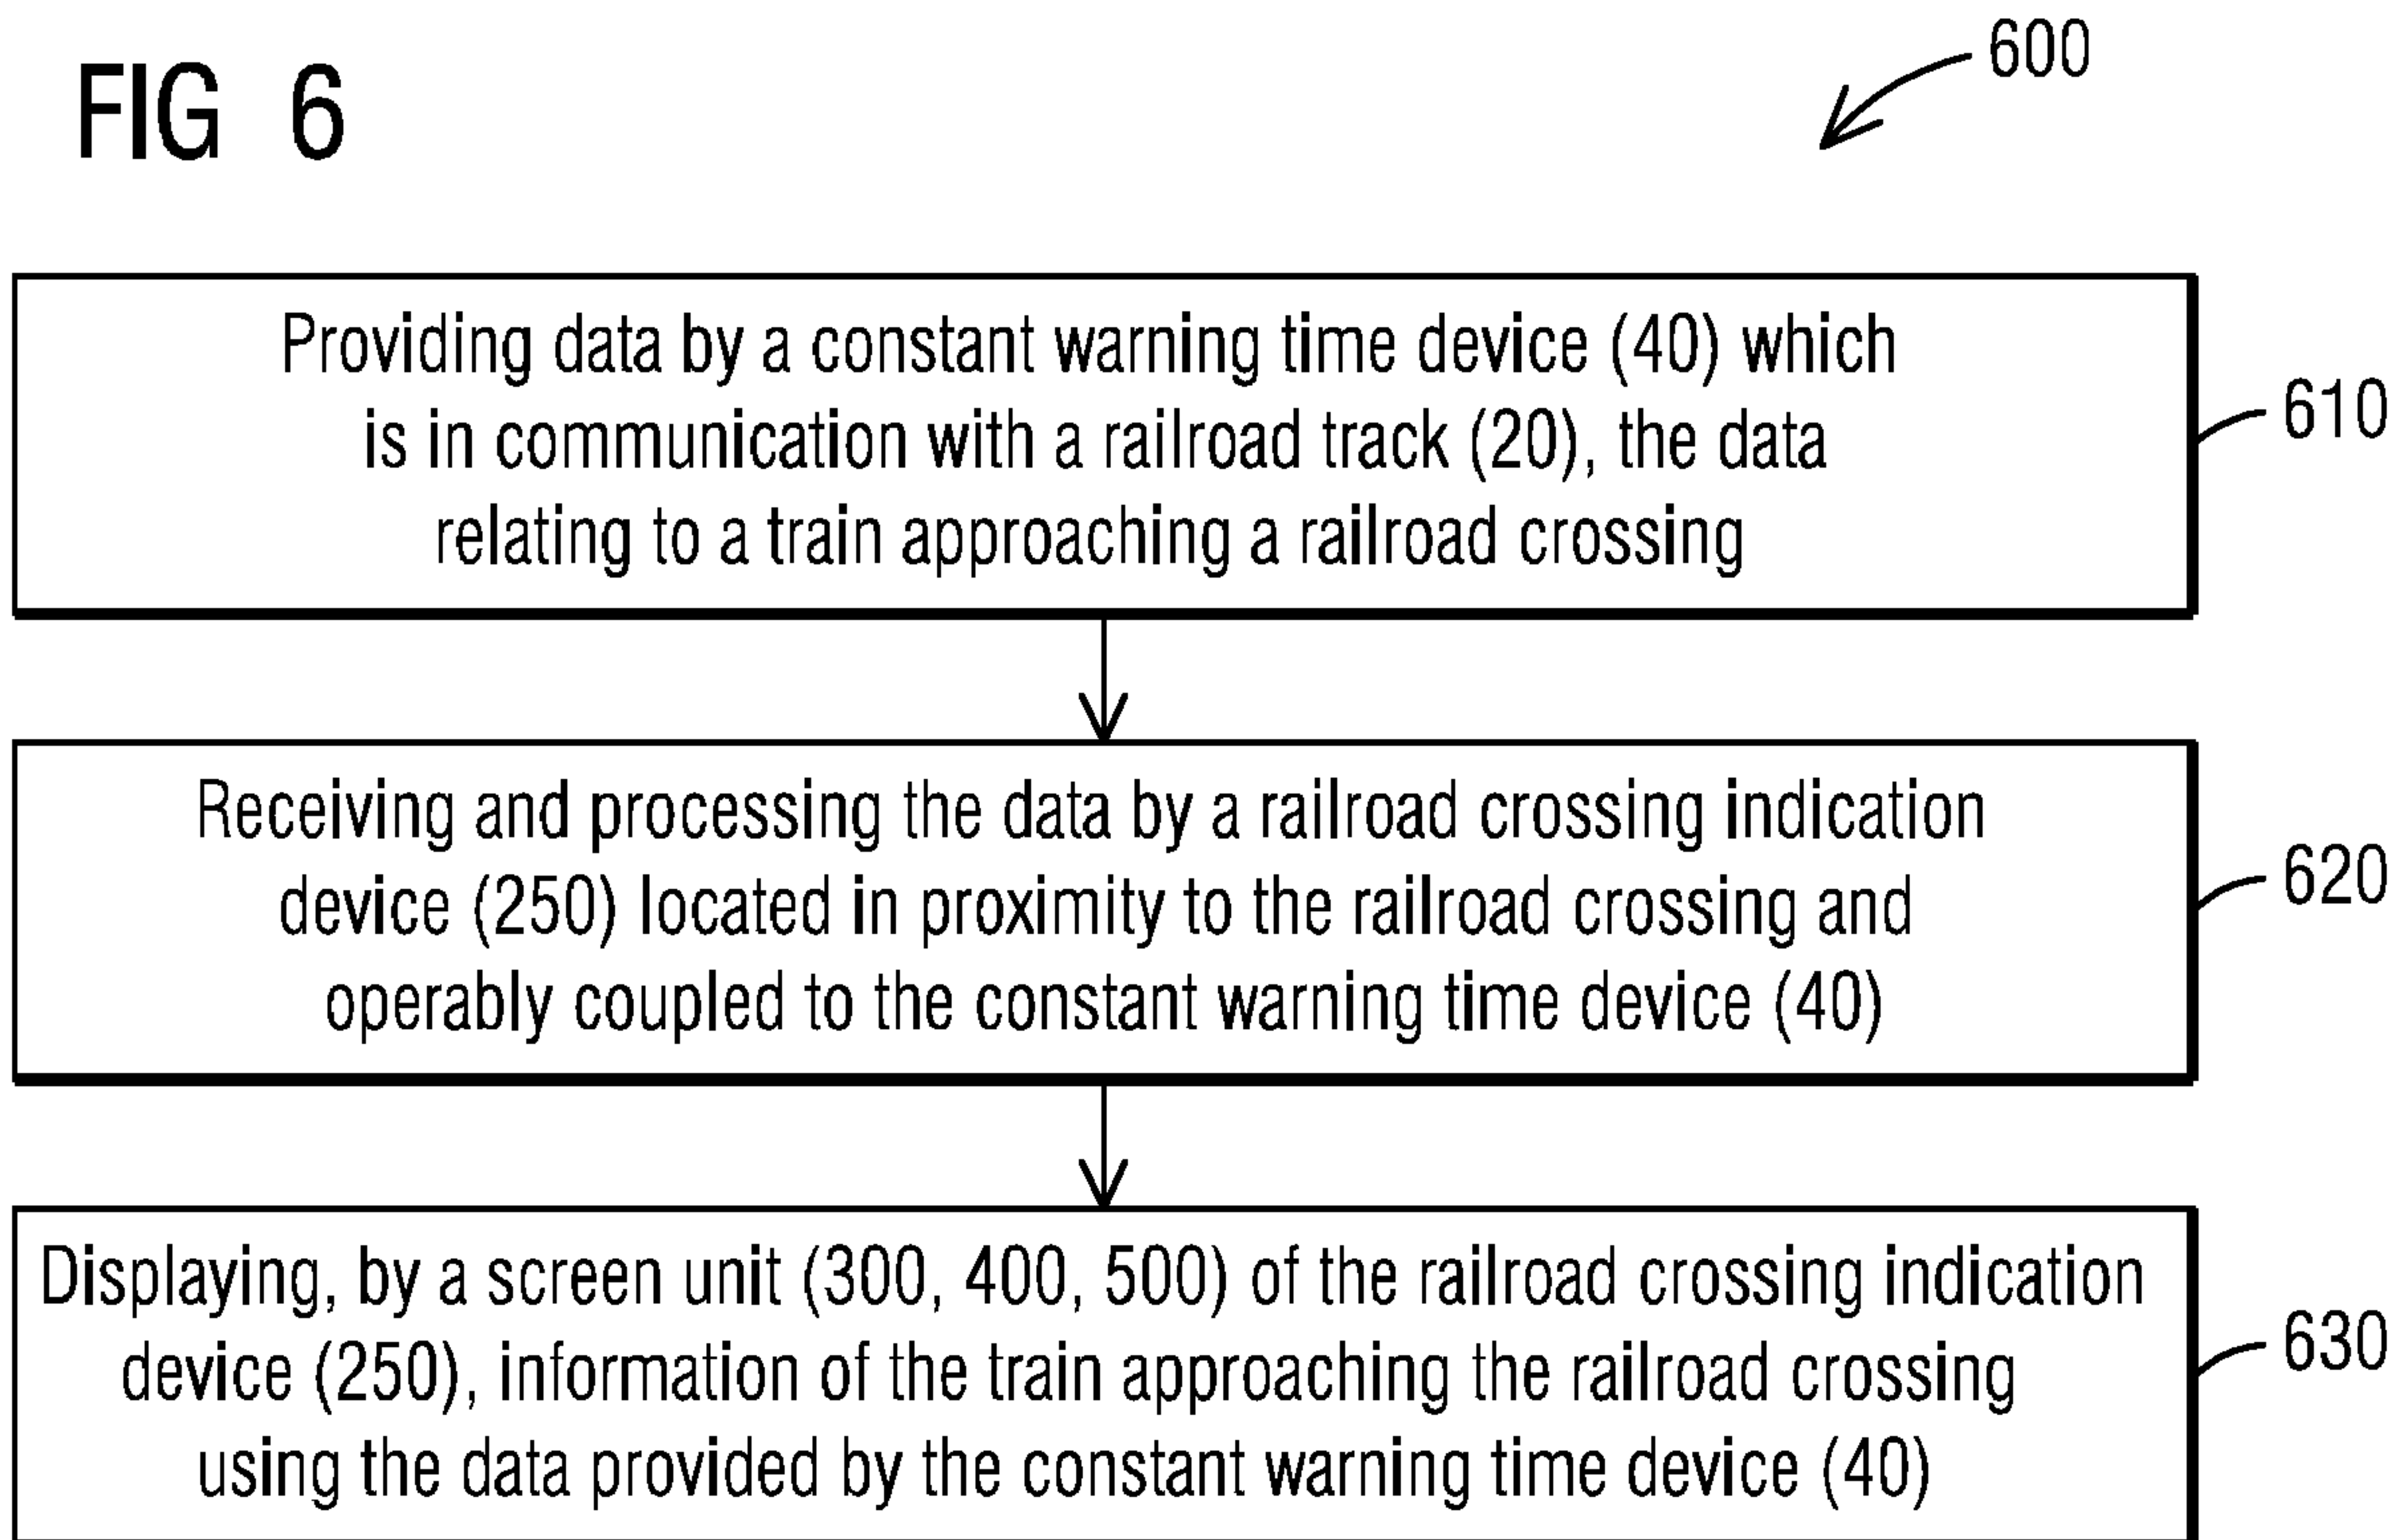 FIG 6
600
Providing data by a constant warning time device (40) which
is in communication with a railroad track (20), the data
relating to a train approaching a railroad crossing
610
Receiving and processing the data by a railroad crossing indication
device (250) located in proximity to the railroad crossing and
operably coupled to the constant warning time device (40)
620
Displaying, by a screen unit (300, 400, 500) of the railroad crossing indication
device (250), information of the train approaching the railroad crossing
using the data provided by the constant warning time device (40)
630